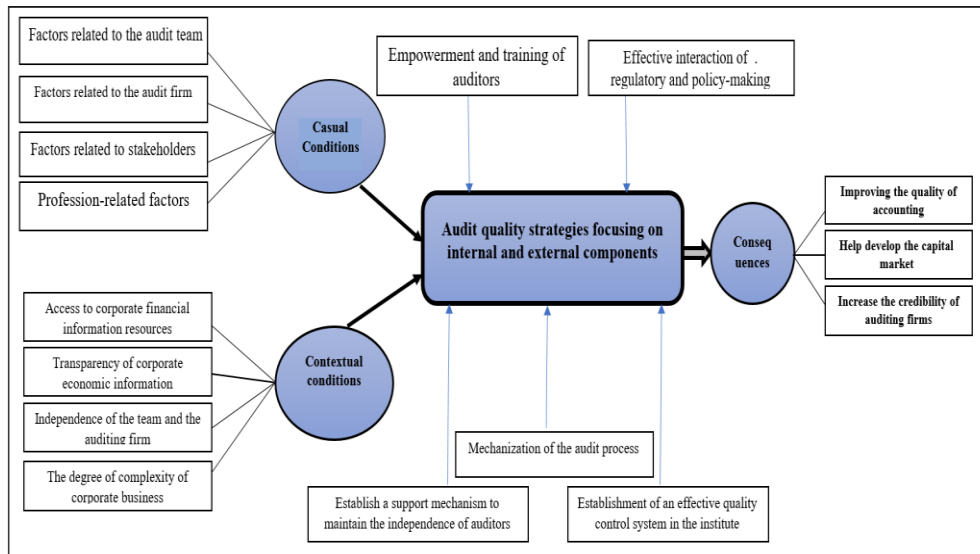 Factors related to the audit team
Factors related to the audit firm
Factors related to stakeholders
Profession-related factors
Casual
Conditions
Empowerment and training of
auditors
Effective interaction of .
regulatory and policy-making
Audit quality strategies focusing on
internal and external components
Conseq
uences
Improving the quality of
accounting
Help develop the capital
market
Increase the credibility of
auditing firms
Access to corporate financial
information resources
Transparency of corporate
economic information
Independence of the team and the
auditing firm
The degree of complexity of
corporate business
Contextual
conditions
Mechanization of the audit process
Establish a support mechanism to
maintain the independence of auditors
Establishment of an effective quality
control system in the institute